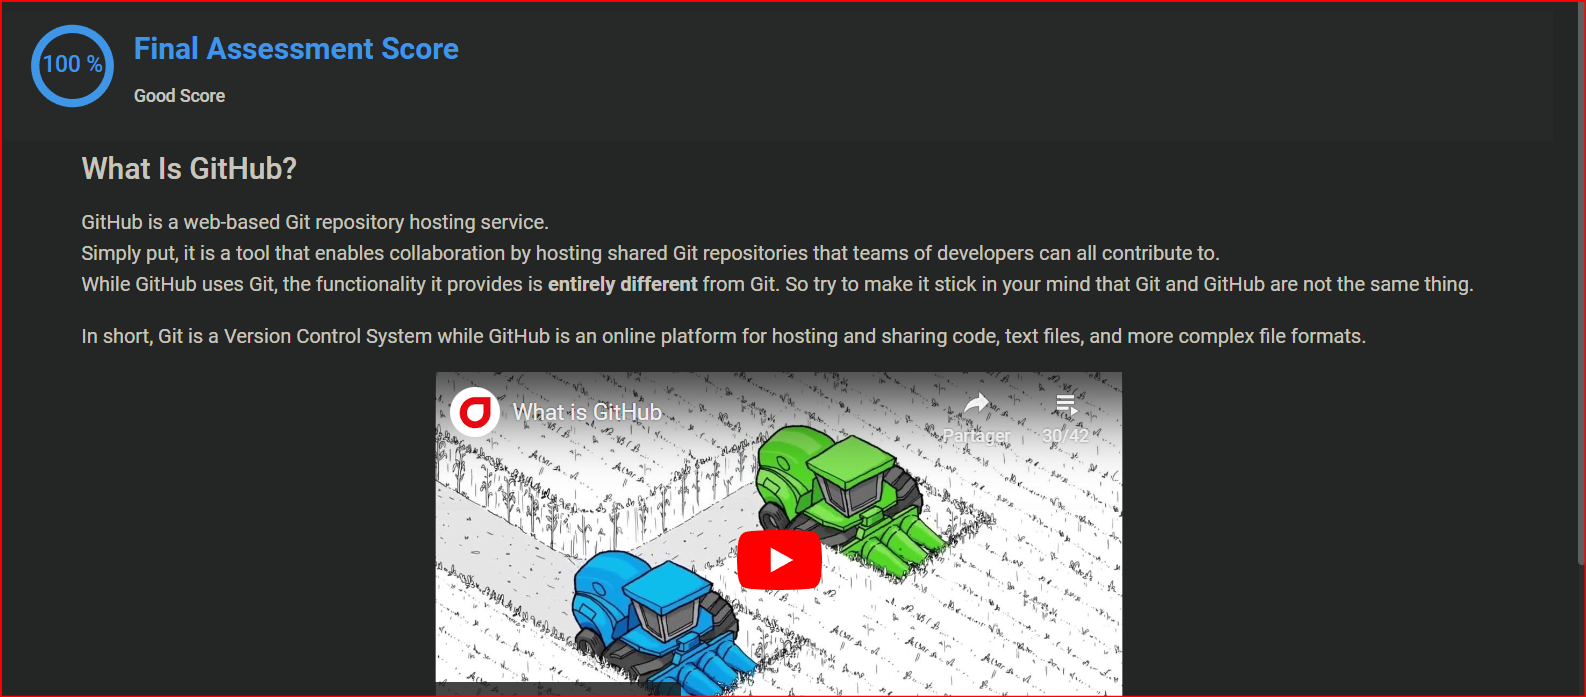 100 %
Final Assessment Score
Good Score
What Is GitHub?
GitHub is a web-based Git repository hosting service.
Simply put, it is a tool that enables collaboration by hosting shared Git repositories that teams of developers can all contribute to.
While GitHub uses Git, the functionality it provides is entirely different from Git. So try to make it stick in your mind that Git and GitHub are not the same thing.
In short, Git is a Version Control System while GitHub is an online platform for hosting and sharing code, text files, and more complex file formats.
What is GitHub
Partager
30/42